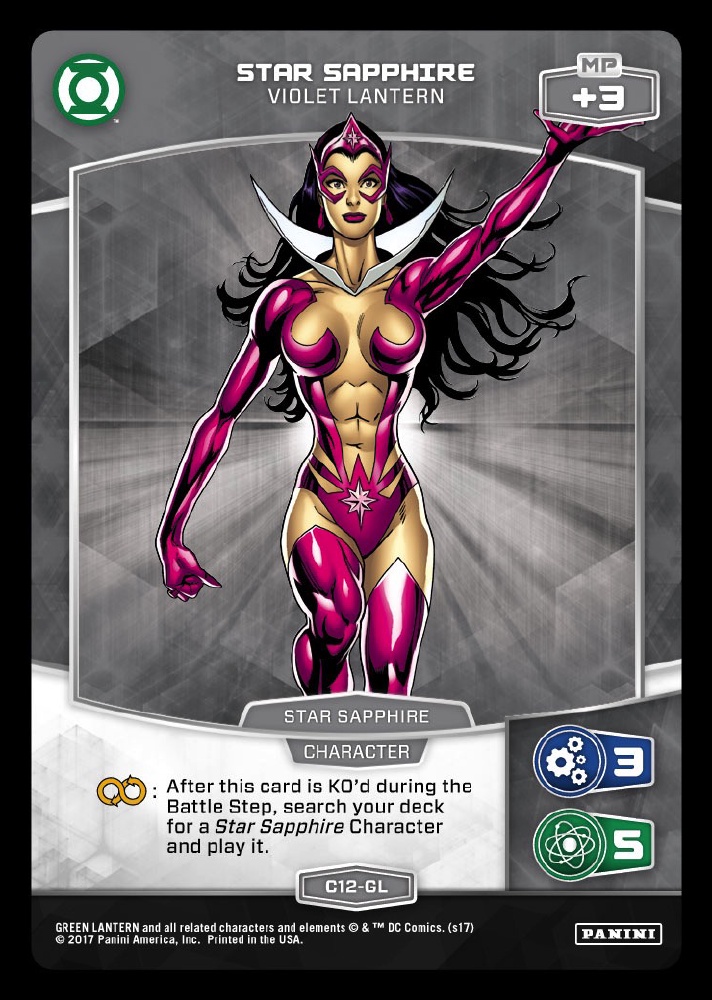 STAR SAPPHIRE
VIOLET LANTERN
MP
+3
STAR SAPPHIRE
CHARACTER
: After this card is KO'd during the
Battle Step, search your deck
for a Star Sapphire Character
and play it.
3
5
C12-GL
GREEN LANTERN and all related characters and elements © & ™ DC Comics. (s17)
© 2017 Panini America, Inc. Printed in the USA.
PANINI